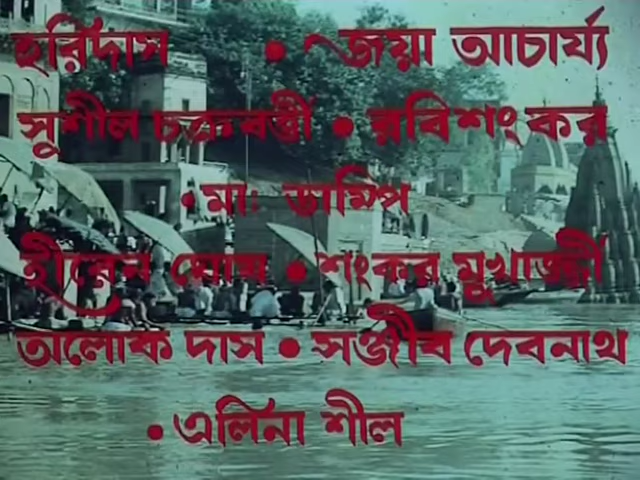 হরিদাস • জয়া আচার্য্য
সুশীল চক্রবর্ত্তী • রবিশংকর
• মাঃ ডাম্পি
হীরেন ঘোষ • শংকর মুখার্জ্জী
অলোক দাস • সঞ্জীব দেবনাথ
• এলিনা শীল